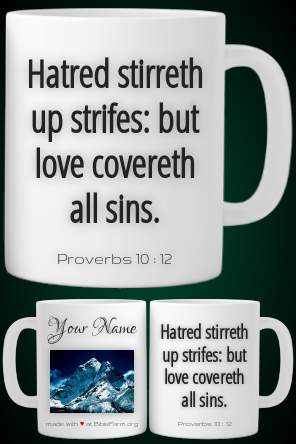 Hatred stirreth
up strifes: but
love covereth
all sins.
Proverbs 10 : 12
Your Name
made with ♥ at BibleFarm.org
Hatred stirreth
up strifes: but
love covereth
all sins.
Proverbs 10 : 12